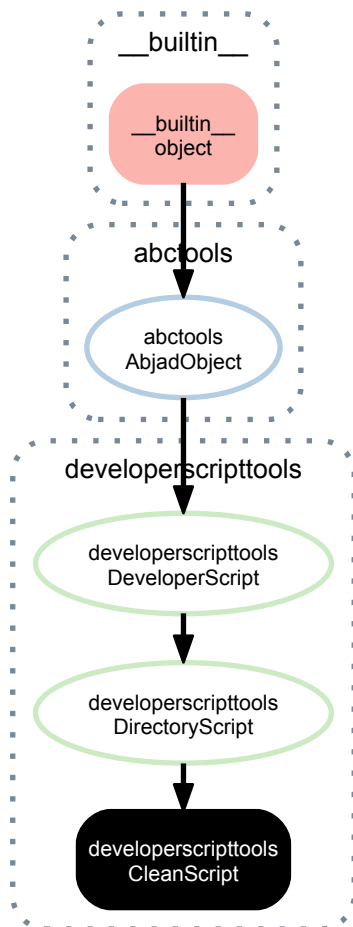 __builtin__
__builtin__
object
abctools
abctools
AbjadObject
developerscripttools
developerscripttools
DeveloperScript
developerscripttools
DirectoryScript
developerscripttools
CleanScript